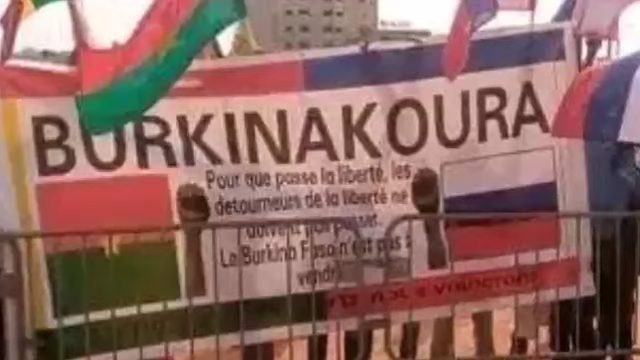 BURKINAKOURA
Pour que passe la liberté, les
détourneurs de la liberté ne
doivent pas passer.
Le Burkina Faso n'est pas à
vendre